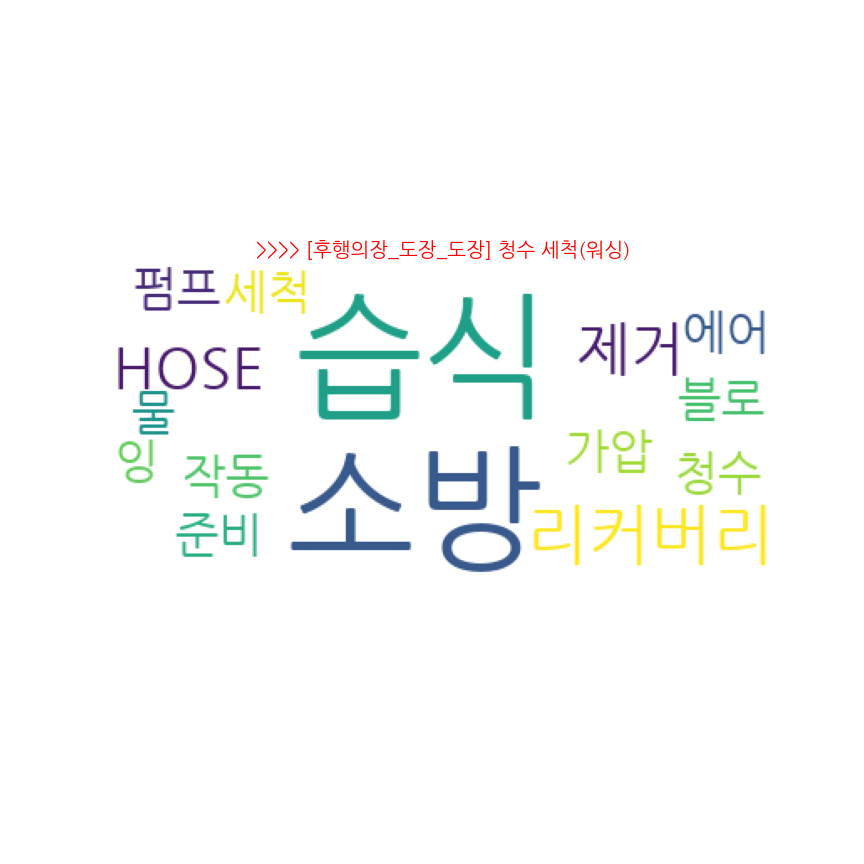 >>>> [후행의장_도장_도장] 청수 세척(워싱)
펌프
세척
습식
제거
에어
HOSE
물
블로
잉
작동
가압
청수
준비
소방
리커버리